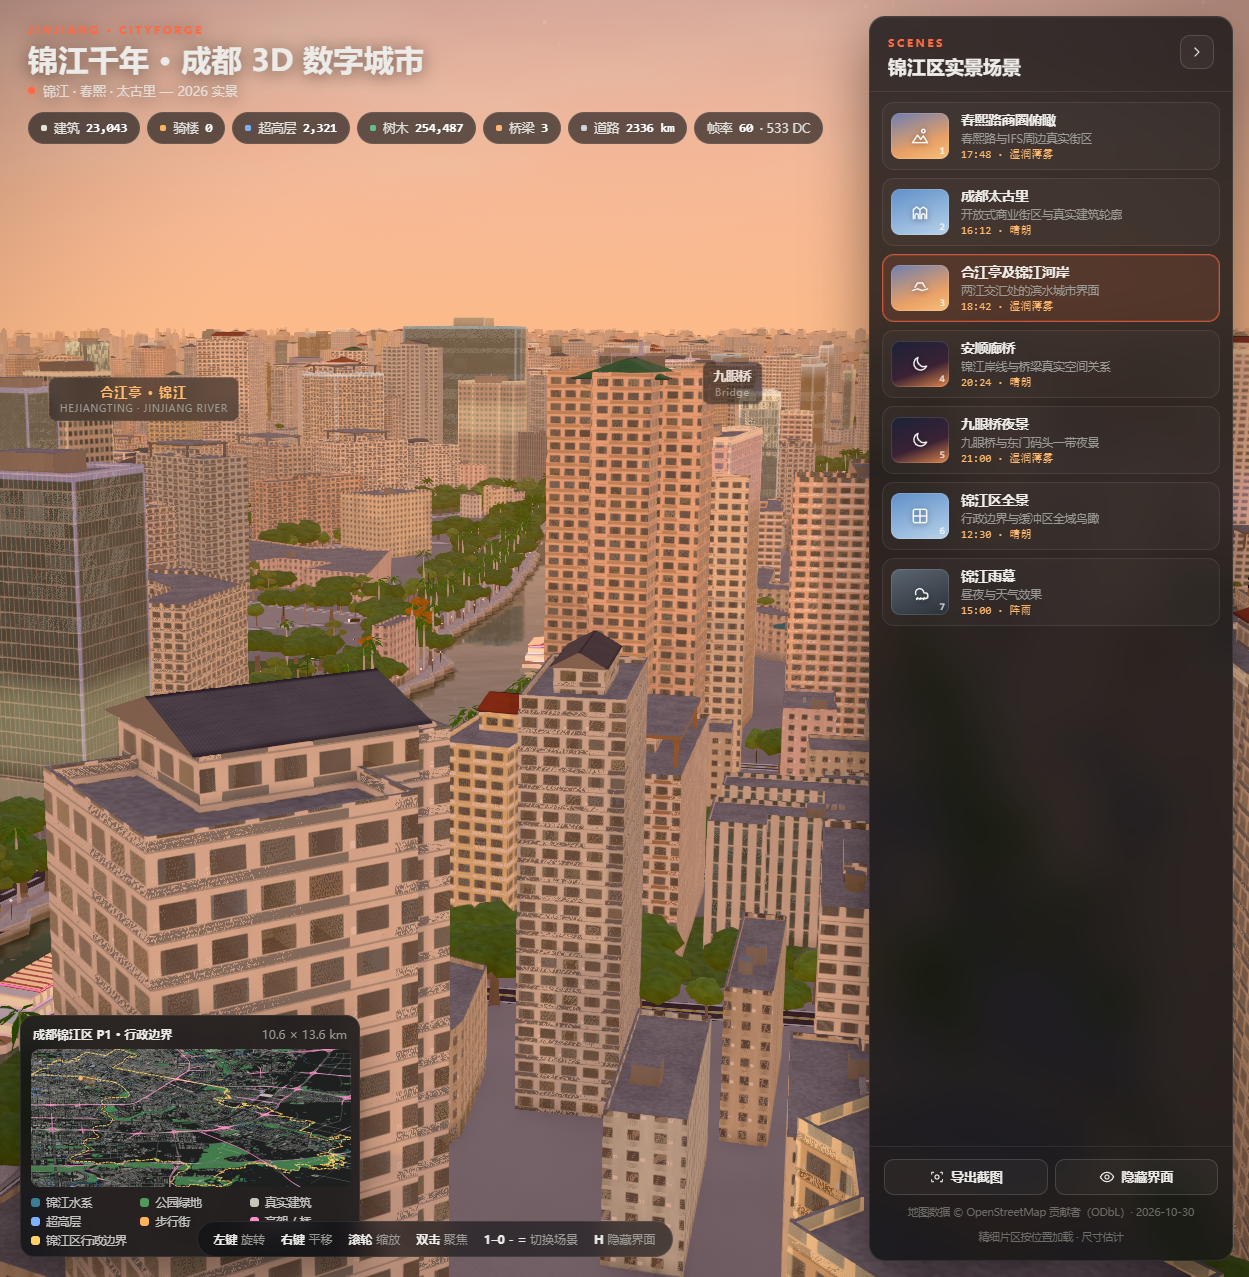 JINJIANG • CITYFORGE
锦江千年 • 成都 3D 数字城市
锦江 · 春熙 · 太古里 — 2026 实景
建筑 23,043
骑楼 0
超高层 2,321
树木 254,487
桥梁 3
道路 2336 km
帧率 60 · 533 DC
SCENES
锦江区实景场景
春熙路商圈俯瞰
春熙路与IFS周边真实街区
17:48 · 湿润薄雾
1
成都太古里
开放式商业街区与真实建筑轮廓
16:12 · 晴朗
2
合江亭及锦江河岸
两江交汇处的滨水城市界面
18:42 · 湿润薄雾
3
安顺廊桥
锦江岸线与桥梁真实空间关系
20:24 · 晴朗
4
九眼桥夜景
九眼桥与东门码头一带夜景
21:00 · 湿润薄雾
5
锦江区全景
行政边界与缓冲区全域鸟瞰
12:30 · 晴朗
6
锦江雨幕
昼夜与天气效果
15:00 · 阵雨
7
合江亭 • 锦江
HEJIANGTING · JINJIANG RIVER
九眼桥
Bridge
成都锦江区 P1 • 行政边界
10.6 × 13.6 km
锦江水系
公园绿地
真实建筑
超高层
步行街
锦江区行政边界
左键 旋转 右键 平移 滚轮 缩放 双击 聚焦 1–0 - = 切换场景 H 隐藏界面
导出截图
隐藏界面
地图数据 © OpenStreetMap 贡献者（ODbL）· 2026-10-30
精细片区按位置加载 · 尺寸估计